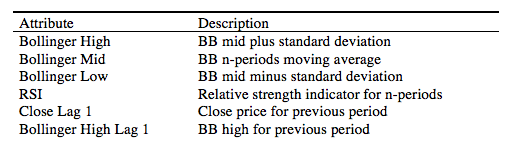 Attribute Description
Bollinger High BB mid plus standard deviation
Bollinger Mid BB n-periods moving average
Bollinger Low BB mid minus standard deviation
RSI Relative strength indicator for n-periods
Close Lag 1 Close price for previous period
Bollinger High Lag 1 BB high for previous period